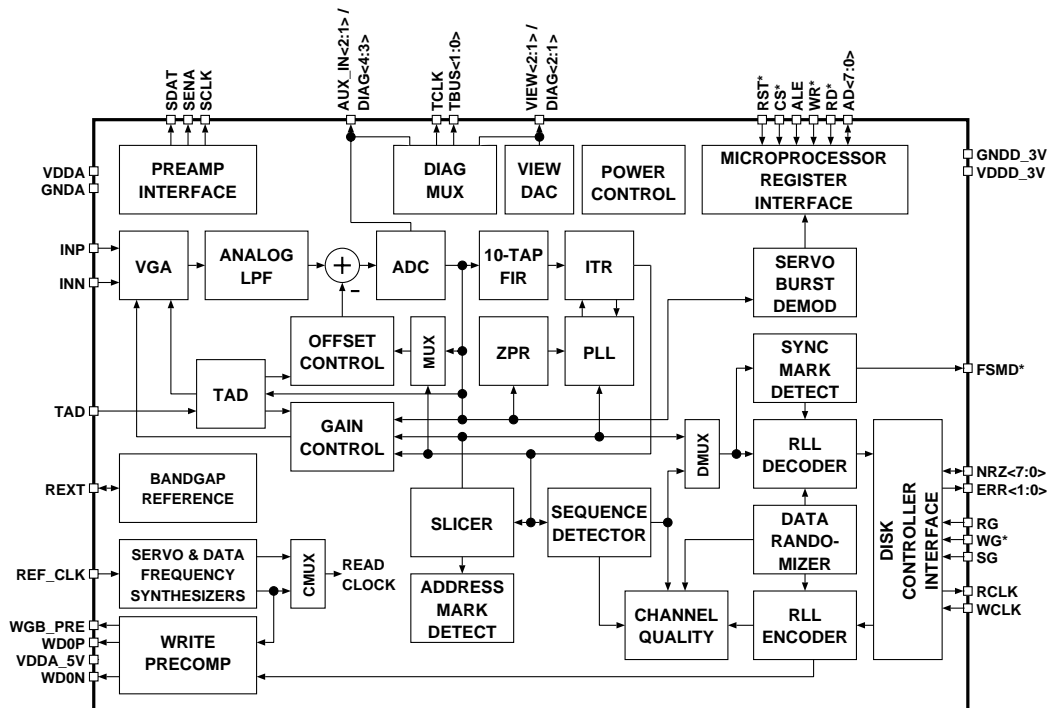 SDAT
SENA
SCLK
AUX_IN<2:1> /
DIAG<4:3>
TCLK
TBUS<1:0>
VIEW<2:1> /
DIAG<2:1>
RST*
CS*
ALE
WR*
RD*
AD<7:0>
VDDA
GNDA
PREAMP
INTERFACE
DIAG
MUX
VIEW
DAC
POWER
CONTROL
MICROPROCESSOR
REGISTER
INTERFACE
GNDD_3V
VDDD_3V
INP
INN
VGA
ANALOG
LPF
+
–
ADC
10-TAP
FIR
ITR
SERVO
BURST
DEMOD
OFFSET
CONTROL
MUX
ZPR
PLL
SYNC
MARK
DETECT
FSMD*
TAD
TAD
GAIN
CONTROL
DMUX
RLL
DECODER
REXT
BANDGAP
REFERENCE
SLICER
SEQUENCE
DETECTOR
DATA
RANDO-
MIZER
DISK
CONTROLLER
INTERFACE
NRZ<7:0>
ERR<1:0>
RG
WG*
SG
RCLK
WCLK
REF_CLK
SERVO & DATA
FREQUENCY
SYNTHESIZERS
CMUX
READ
CLOCK
ADDRESS
MARK
DETECT
CHANNEL
QUALITY
RLL
ENCODER
WGB_PRE
WD0P
VDDA_5V
WD0N
WRITE
PRECOMP